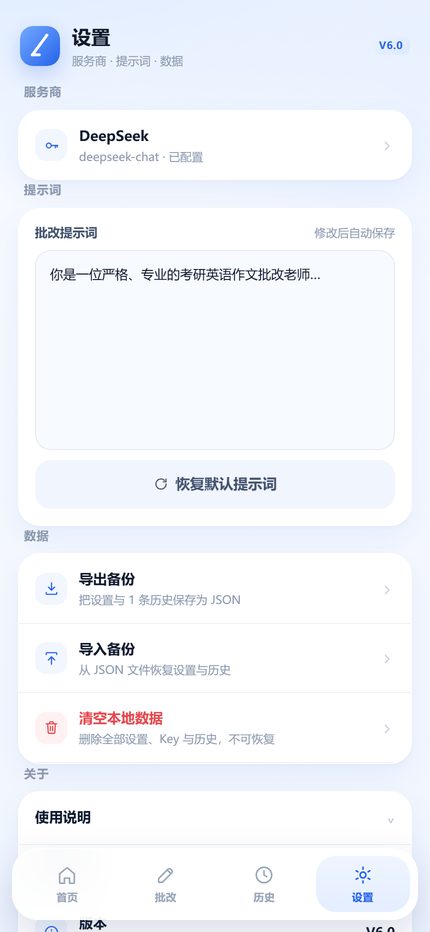 设置
服务商 · 提示词 · 数据
V6.0
服务商
DeepSeek
deepseek-chat · 已配置
提示词
批改提示词
修改后自动保存
你是一位严格、专业的考研英语作文批改老师...
恢复默认提示词
数据
导出备份
把设置与 1 条历史保存为 JSON
导入备份
从 JSON 文件恢复设置与历史
清空本地数据
删除全部设置、Key 与历史，不可恢复
关于
使用说明
首页
批改
历史
设置
版本
V6.0